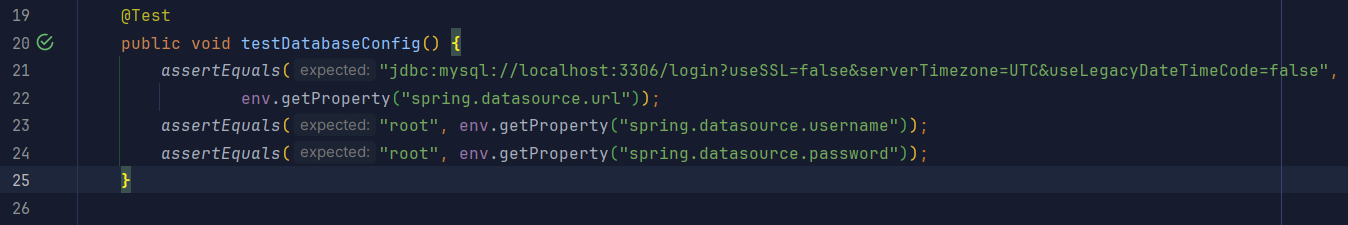 19 @Test
20 public void testDatabaseConfig() {
21 assertEquals( expected: "jdbc:mysql://localhost:3306/login?useSSL=false&serverTimezone=UTC&useLegacyDateTimeCode=false",
22 env.getProperty("spring.datasource.url"));
23 assertEquals( expected: "root", env.getProperty("spring.datasource.username"));
24 assertEquals( expected: "root", env.getProperty("spring.datasource.password"));
25 }
26